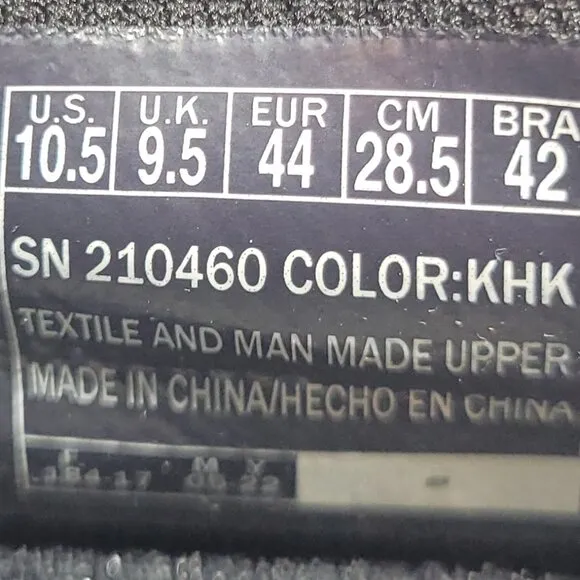 U.S. U.K. EUR CM BRA
10.5 9.5 44 28.5 42
SN 210460 COLOR:KHK
TEXTILE AND MAN MADE UPPER
MADE IN CHINA/HECHO EN CHINA
F M Y